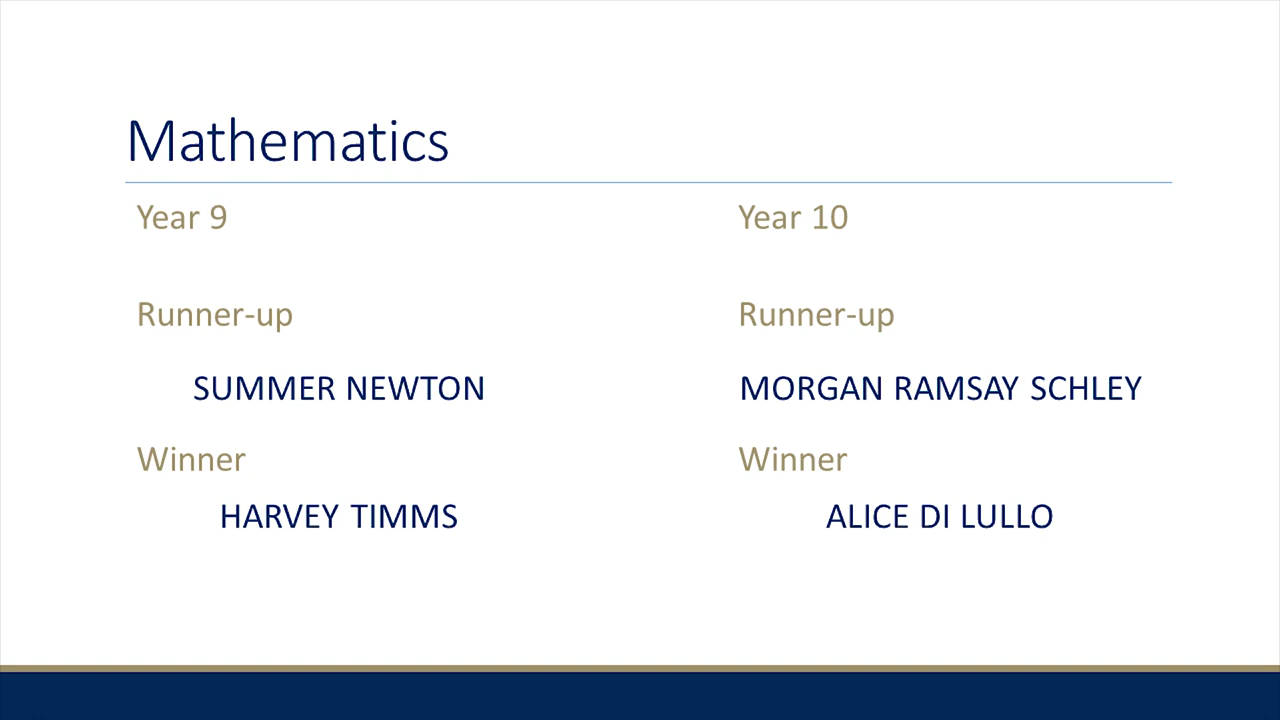 Mathematics
Year 9
Runner-up
SUMMER NEWTON
Winner
HARVEY TIMMS
Year 10
Runner-up
MORGAN RAMSAY SCHLEY
Winner
ALICE DI LULLO